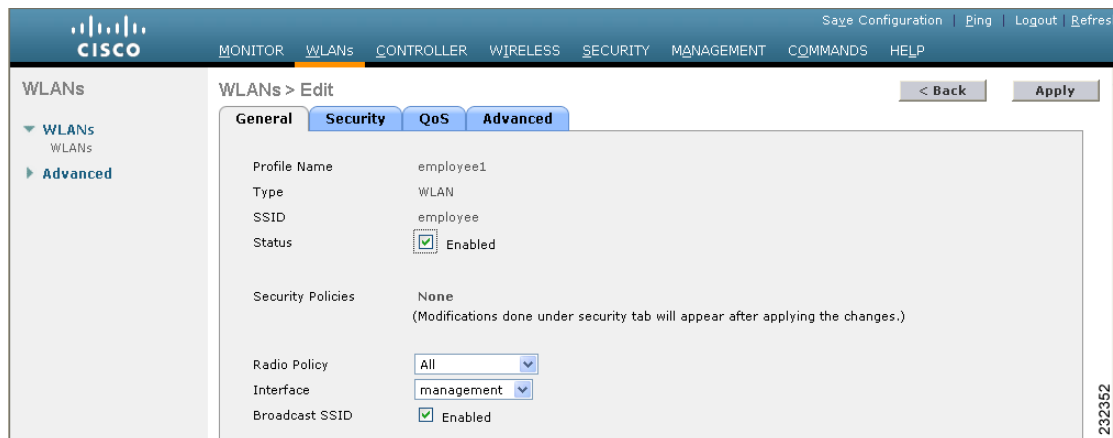 Save Configuration | Ping | Logout | Refres
CISCO
MONITOR WLANs CONTROLLER WIRELESS SECURITY MANAGEMENT COMMANDS HELP
WLANs
WLANs > Edit
< Back
Apply
WLANs
WLANs
Advanced
General Security QoS Advanced
Profile Name employee1
Type WLAN
SSID employee
Status Enabled
Security Policies None
(Modifications done under security tab will appear after applying the changes.)
Radio Policy All
Interface management
Broadcast SSID Enabled
232352